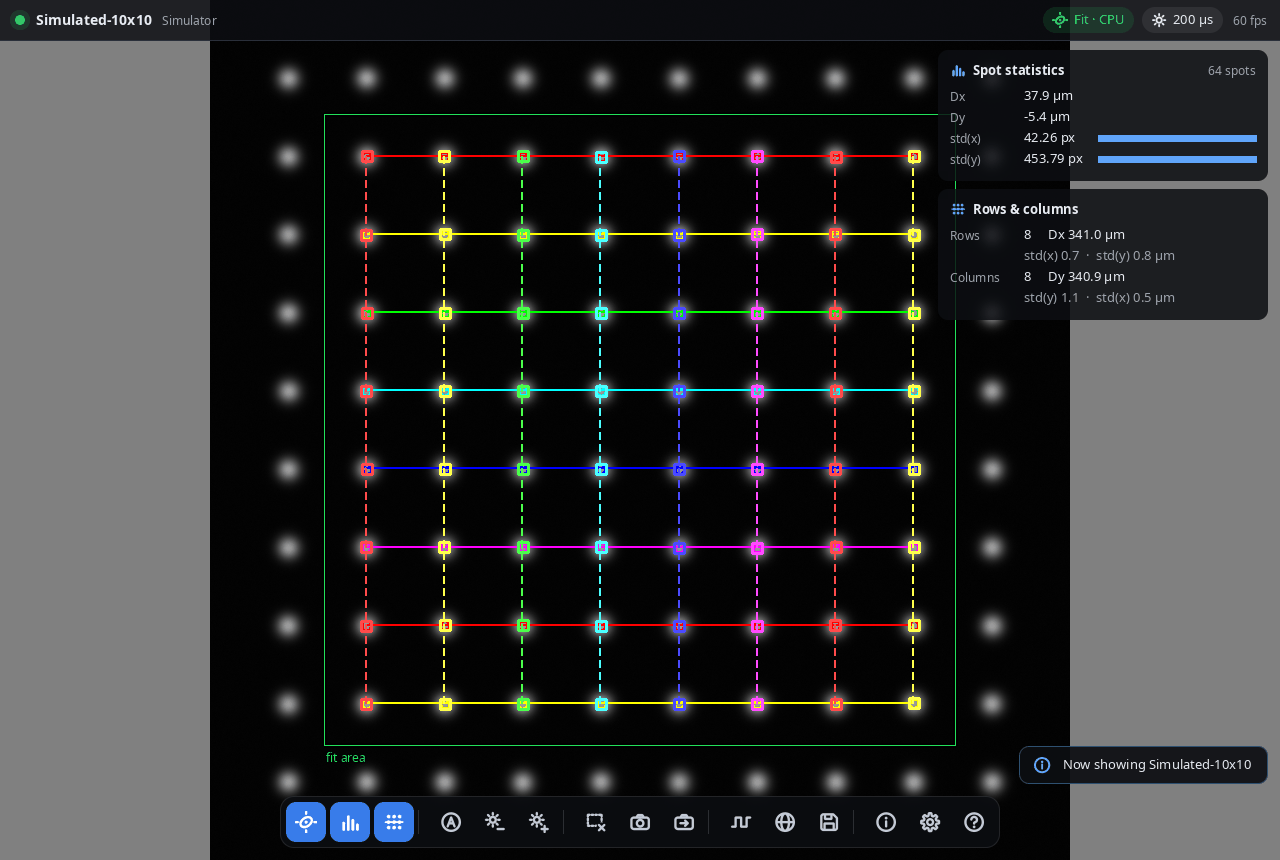 Simulated-10x10 Simulator Fit · CPU 200 µs 60 fps
Spot statistics 64 spots
Dx 37.9 µm
Dy -5.4 µm
std(x) 42.26 px
std(y) 453.79 px
Rows & columns
Rows 8 Dx 341.0 µm
std(x) 0.7 · std(y) 0.8 µm
Columns 8 Dy 340.9 µm
std(y) 1.1 · std(x) 0.5 µm
fit area
Now showing Simulated-10x10